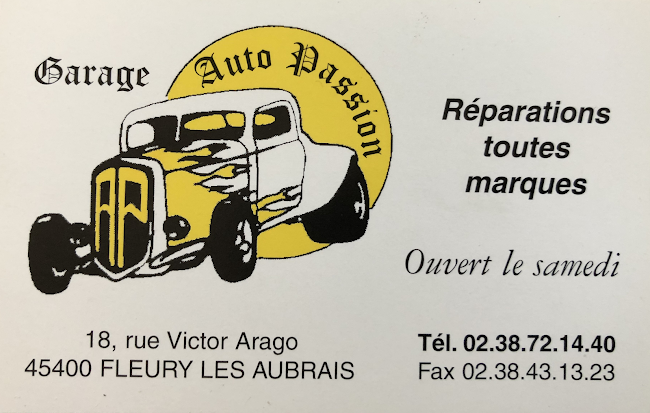 Garage
Auto Passion
AP
Réparations
toutes
marques
Ouvert le samedi
18, rue Victor Arago
45400 FLEURY LES AUBRAIS
Tél. 02.38.72.14.40
Fax 02.38.43.13.23